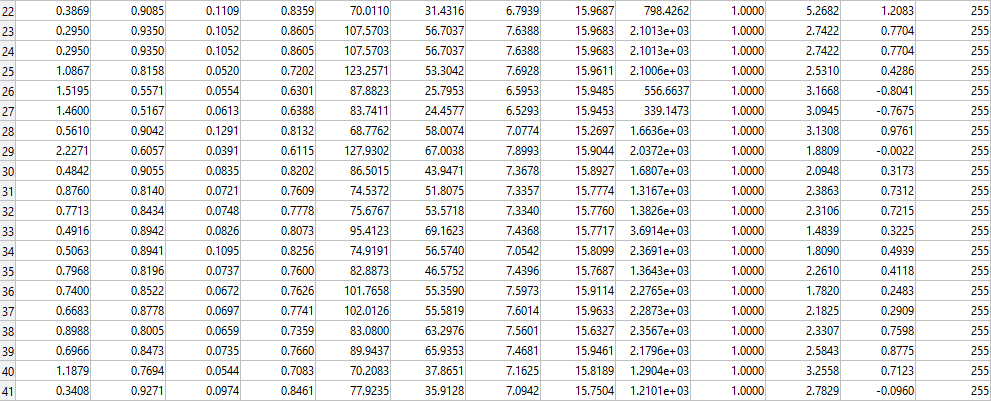 22 0.3869 0.9085 0.1109 0.8359 70.0110 31.4316 6.7939 15.9687 798.4262 1.0000 5.2682 1.2083 255
23 0.2950 0.9350 0.1052 0.8605 107.5703 56.7037 7.6388 15.9683 2.1013e+03 1.0000 2.7422 0.7704 255
24 0.2950 0.9350 0.1052 0.8605 107.5703 56.7037 7.6388 15.9683 2.1013e+03 1.0000 2.7422 0.7704 255
25 1.0867 0.8158 0.0520 0.7202 123.2571 53.3042 7.6928 15.9611 2.1006e+03 1.0000 2.5310 0.4286 255
26 1.5195 0.5571 0.0554 0.6301 87.8823 25.7953 6.5953 15.9485 556.6637 1.0000 3.1668 -0.8041 255
27 1.4600 0.5167 0.0613 0.6388 83.7411 24.4577 6.5293 15.9453 339.1473 1.0000 3.0945 -0.7675 255
28 0.5610 0.9042 0.1291 0.8132 68.7762 58.0074 7.0774 15.2697 1.6636e+03 1.0000 3.1308 0.9761 255
29 2.2271 0.6057 0.0391 0.6115 127.9302 67.0038 7.8993 15.9044 2.0372e+03 1.0000 1.8809 -0.0022 255
30 0.4842 0.9055 0.0835 0.8202 86.5015 43.9471 7.3678 15.8927 1.6807e+03 1.0000 2.0948 0.3173 255
31 0.8760 0.8140 0.0721 0.7609 74.5372 51.8075 7.3357 15.7774 1.3167e+03 1.0000 2.3863 0.7312 255
32 0.7713 0.8434 0.0748 0.7778 75.6767 53.5718 7.3340 15.7760 1.3826e+03 1.0000 2.3106 0.7215 255
33 0.4916 0.8942 0.0826 0.8073 95.4123 69.1623 7.4368 15.7717 3.6914e+03 1.0000 1.4839 0.3225 255
34 0.5063 0.8941 0.1095 0.8256 74.9191 56.5740 7.0542 15.8099 2.3691e+03 1.0000 1.8090 0.4939 255
35 0.7968 0.8196 0.0737 0.7600 82.8873 46.5752 7.4396 15.7687 1.3643e+03 1.0000 2.2610 0.4118 255
36 0.7400 0.8522 0.0672 0.7626 101.7658 55.3590 7.5973 15.9114 2.2765e+03 1.0000 1.7820 0.2483 255
37 0.6683 0.8778 0.0697 0.7741 102.0126 55.5819 7.6014 15.9633 2.2873e+03 1.0000 2.1825 0.2909 255
38 0.8988 0.8005 0.0659 0.7359 83.0800 63.2976 7.5601 15.6327 2.3567e+03 1.0000 2.3307 0.7598 255
39 0.6966 0.8473 0.0735 0.7660 89.9437 65.9353 7.4681 15.9461 2.1796e+03 1.0000 2.5843 0.8775 255
40 1.1879 0.7694 0.0544 0.7083 70.2083 37.8651 7.1625 15.8189 1.2904e+03 1.0000 3.2558 0.7123 255
41 0.3408 0.9271 0.0974 0.8461 77.9235 35.9128 7.0942 15.7504 1.2101e+03 1.0000 2.7829 -0.0960 255